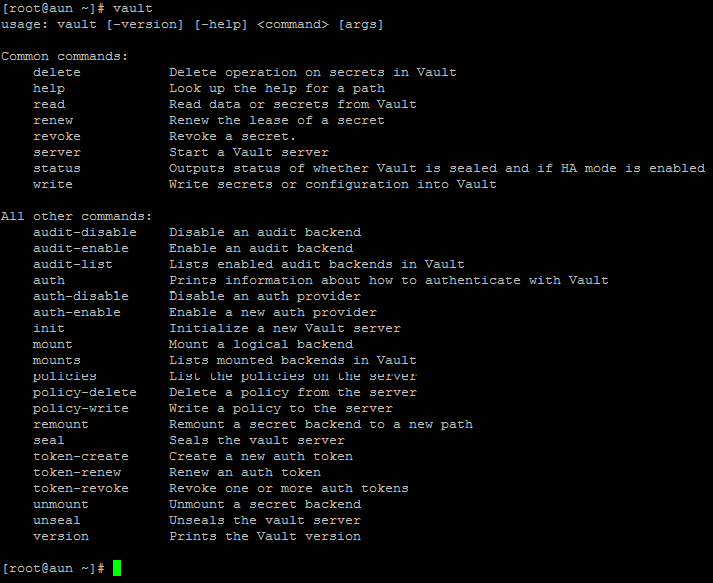 [root@aun ~]# vault
usage: vault [-version] [-help] <command> [args]
Common commands:
delete Delete operation on secrets in Vault
help Look up the help for a path
read Read data or secrets from Vault
renew Renew the lease of a secret
revoke Revoke a secret.
server Start a Vault server
status Outputs status of whether Vault is sealed and if HA mode is enabled
write Write secrets or configuration into Vault
All other commands:
audit-disable Disable an audit backend
audit-enable Enable an audit backend
audit-list Lists enabled audit backends in Vault
auth Prints information about how to authenticate with Vault
auth-disable Disable an auth provider
auth-enable Enable a new auth provider
init Initialize a new Vault server
mount Mount a logical backend
mounts Lists mounted backends in Vault
policies List the policies on the server
policy-delete Delete a policy from the server
policy-write Write a policy to the server
remount Remount a secret backend to a new path
seal Seals the vault server
token-create Create a new auth token
token-renew Renew an auth token
token-revoke Revoke one or more auth tokens
unmount Unmount a secret backend
unseal Unseals the vault server
version Prints the Vault version
[root@aun ~]#